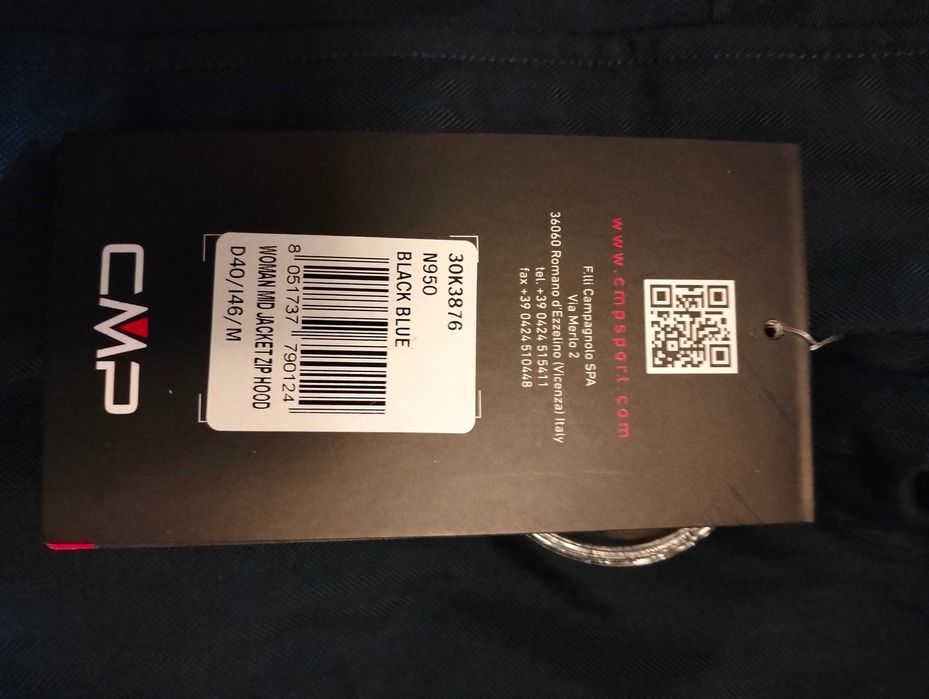 www.cmpsport.com
F.lli Campagnolo SPA
Via Merlo 2
36060 Romano d'Ezzelino (Vicenza) Italy
tel. +39 0424 515411
fax +39 0424 510448
30K3876
N950
BLACK BLUE
8 051737 790124
WOMAN MID JACKET ZIP HOOD
D40/I46/M
CMP